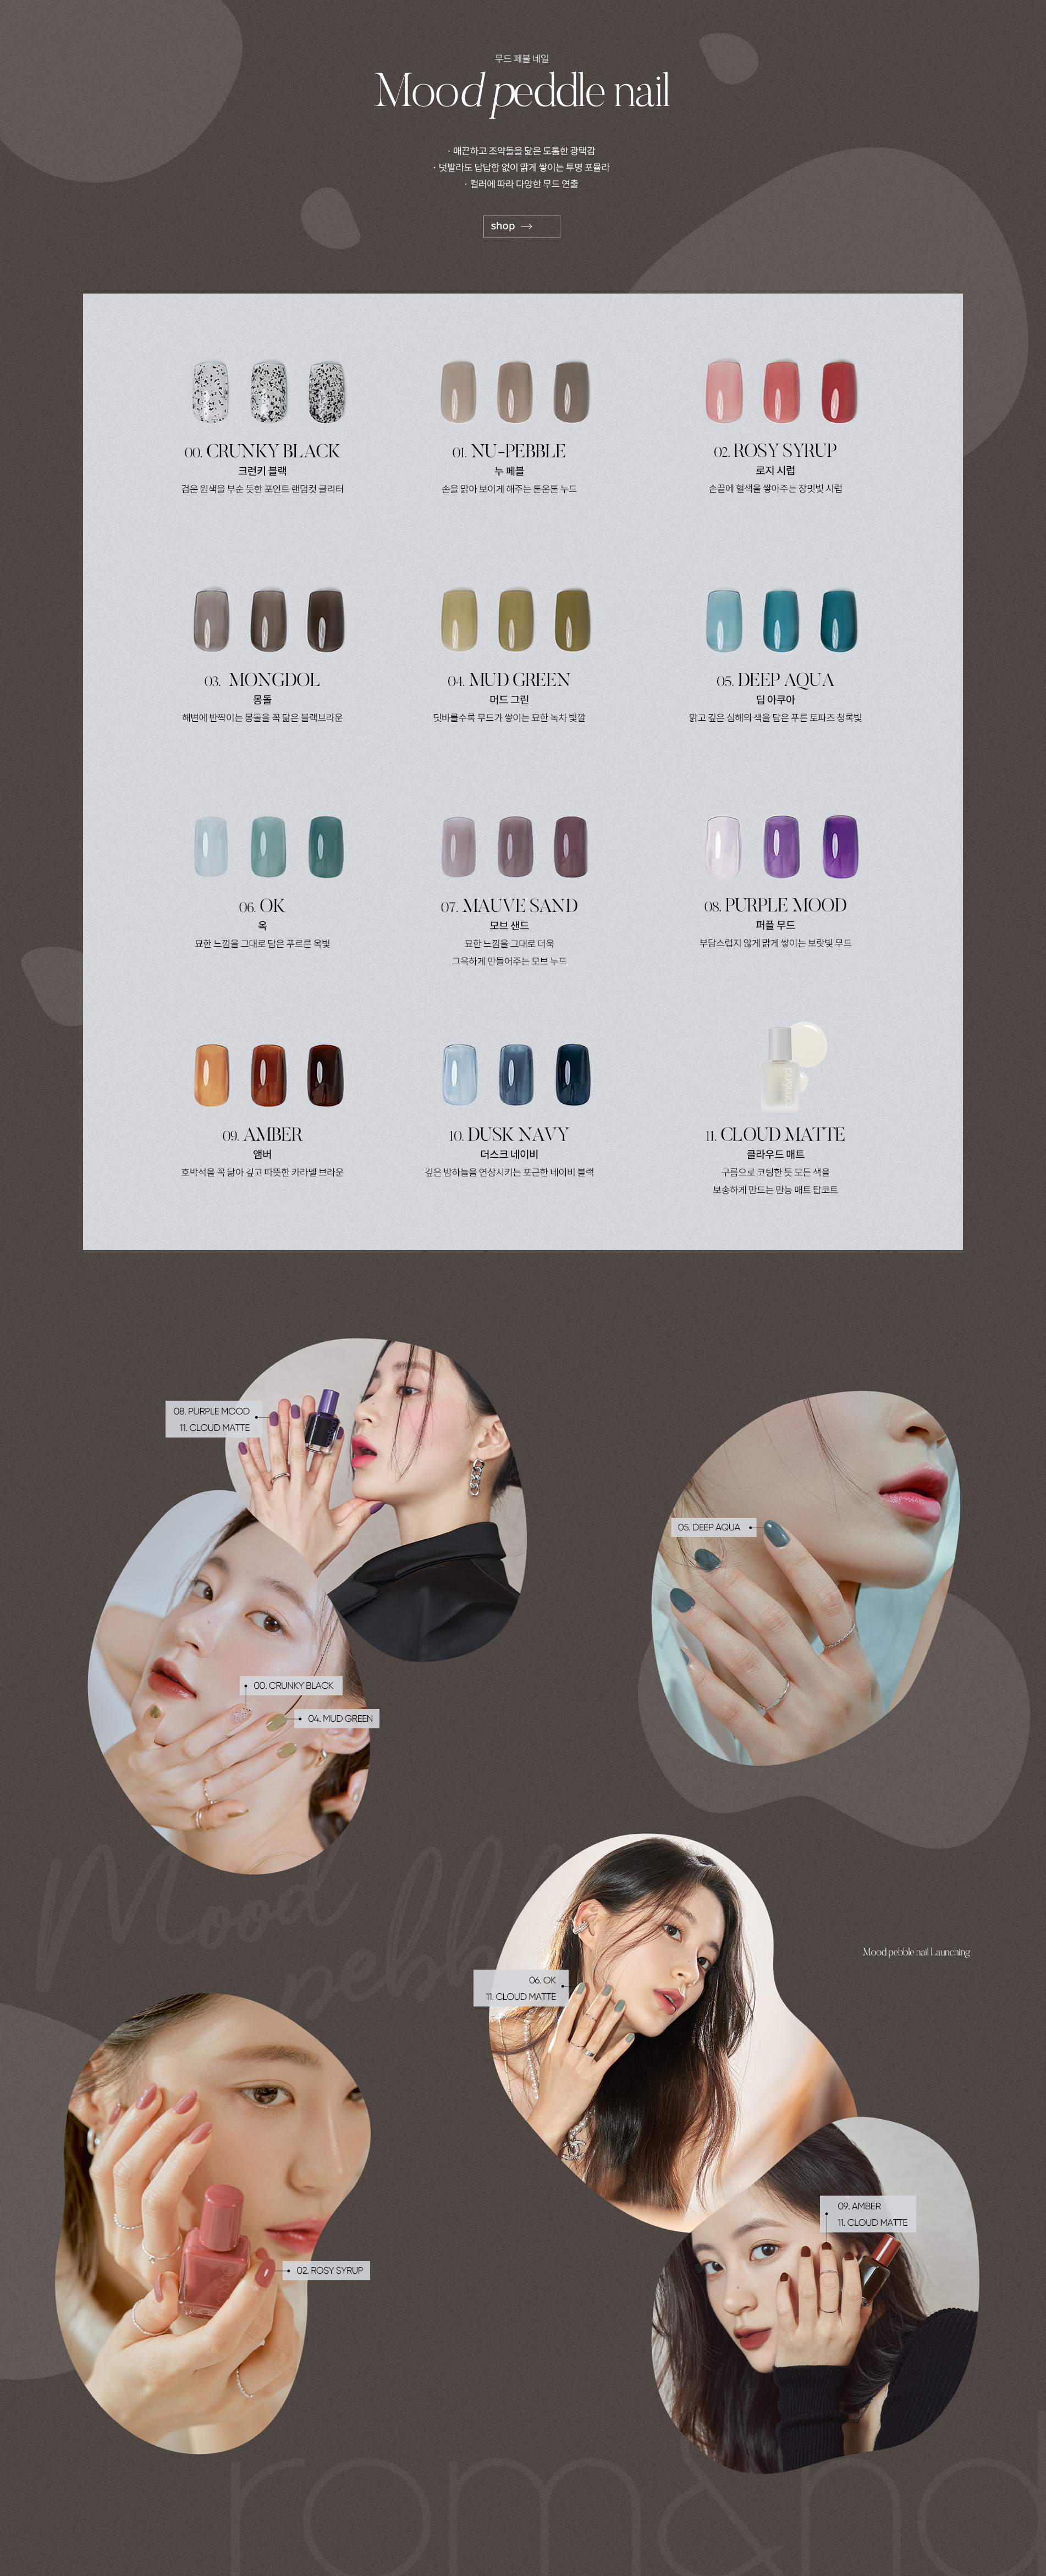 무드 페블 네일
Mood peddle nail
· 매끈하고 조약돌을 닮은 도톰한 광택감
· 덧발라도 답답함 없이 맑게 쌓이는 투명 포뮬라
· 컬러에 따라 다양한 무드 연출
shop →
00. CRUNKY BLACK
크런키 블랙
검은 원석을 부순 듯한 포인트 랜덤컷 글리터
01. NU-PEBBLE
누 페블
손을 맑아 보이게 해주는 톤온톤 누드
02. ROSY SYRUP
로지 시럽
손끝에 혈색을 쌓아주는 장밋빛 시럽
03. MONGDOL
몽돌
해변에 반짝이는 몽돌을 꼭 닮은 블랙브라운
04. MUD GREEN
머드 그린
덧바를수록 무드가 쌓이는 묘한 녹차 빛깔
05. DEEP AQUA
딥 아쿠아
맑고 깊은 심해의 색을 담은 푸른 토파즈 청록빛
06. OK
옥
묘한 느낌을 그대로 담은 푸르른 옥빛
07. MAUVE SAND
모브 샌드
묘한 느낌을 그대로 더욱
그윽하게 만들어주는 모브 누드
08. PURPLE MOOD
퍼플 무드
부담스럽지 않게 맑게 쌓이는 보랏빛 무드
09. AMBER
앰버
호박석을 꼭 닮아 깊고 따뜻한 카라멜 브라운
10. DUSK NAVY
더스크 네이비
깊은 밤하늘을 연상시키는 포근한 네이비 블랙
rom&nd
11. CLOUD MATTE
클라우드 매트
구름으로 코팅한 듯 모든 색을
보송하게 만드는 만능 매트 탑코트
08. PURPLE MOOD
11. CLOUD MATTE
05. DEEP AQUA
00. CRUNKY BLACK
04. MUD GREEN
Mood
Mood pebble nail Launching
06. OK
11. CLOUD MATTE
09. AMBER
11. CLOUD MATTE
02. ROSY SYRUP
rom&nd